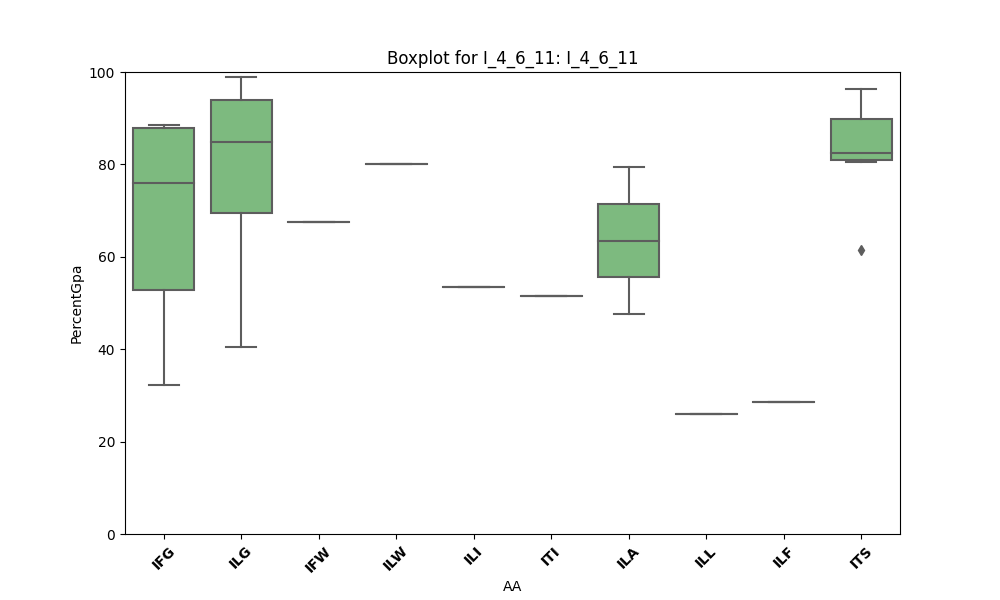 Boxplot for I_4_6_11: I_4_6_11
100
80
60
40
20
0
PercentGpa
IFG
ILG
IFW
ILW
ILI
ITI
ILA
ILL
ILF
ITS
AA